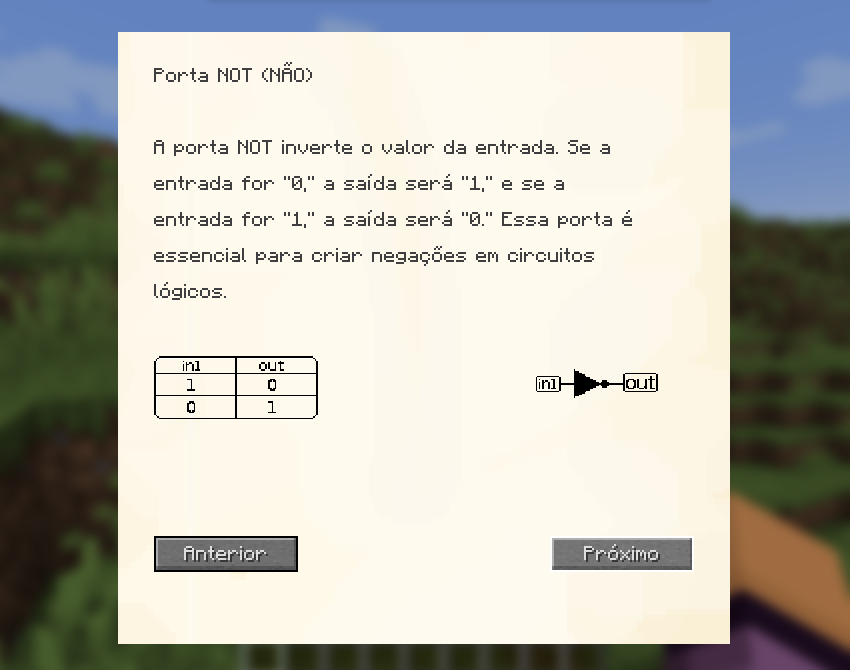 Porta NOT (NÃO)
A porta NOT inverte o valor da entrada. Se a
entrada for "0," a saída será "1," e se a
entrada for "1," a saída será "0." Essa porta é
essencial para criar negações em circuitos
lógicos.
in1 out
1 0
0 1
in1 out
Anterior Próximo